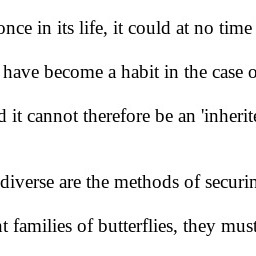 once in its life, it could at no time
have become a habit in the case o
d it cannot therefore be an 'inherite
diverse are the methods of securin
nt families of butterflies, they must